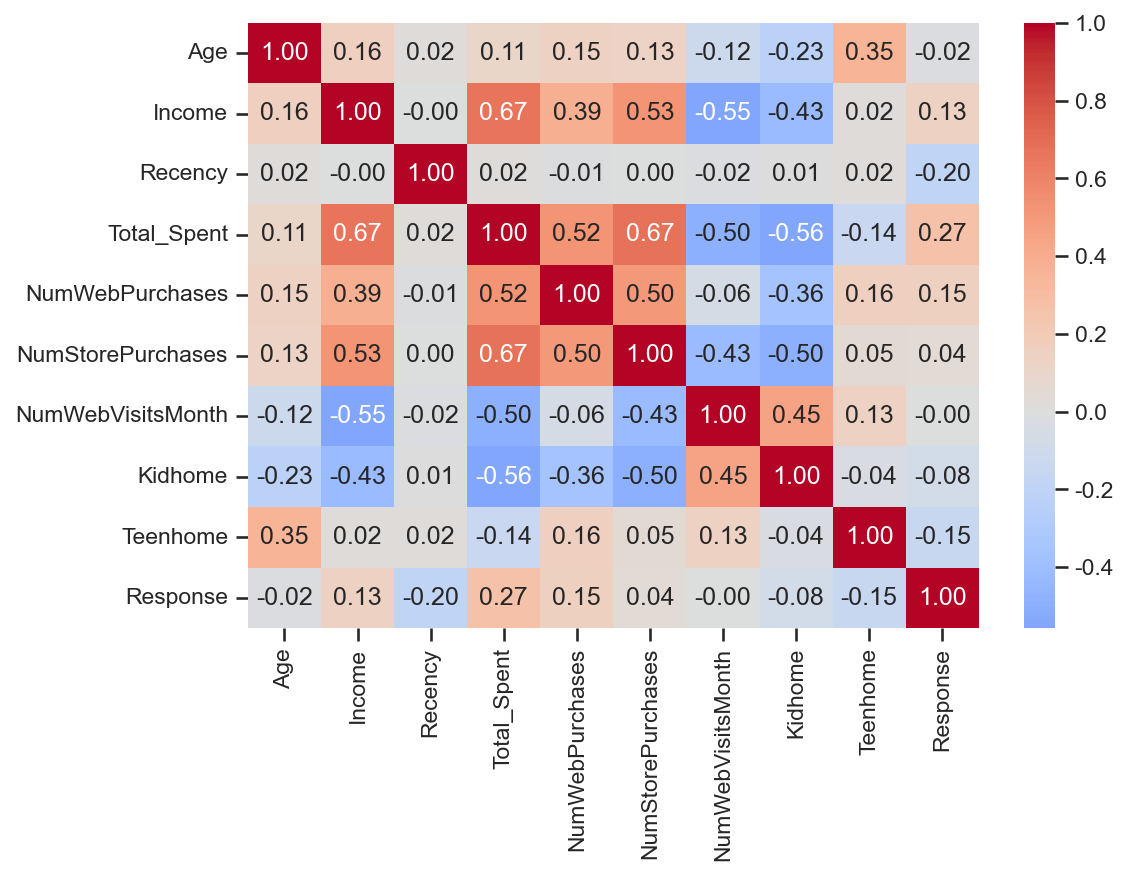 1.0
Age 1.00 0.16 0.02 0.11 0.15 0.13 -0.12 -0.23 0.35 -0.02
0.8
Income 0.16 1.00 -0.00 0.67 0.39 0.53 -0.55 -0.43 0.02 0.13
Recency 0.02 -0.00 1.00 0.02 -0.01 0.00 -0.02 0.01 0.02 -0.20
0.6
Total_Spent 0.11 0.67 0.02 1.00 0.52 0.67 -0.50 -0.56 -0.14 0.27
0.4
NumWebPurchases 0.15 0.39 -0.01 0.52 1.00 0.50 -0.06 -0.36 0.16 0.15
0.2
NumStorePurchases 0.13 0.53 0.00 0.67 0.50 1.00 -0.43 -0.50 0.05 0.04
0.0
NumWebVisitsMonth -0.12 -0.55 -0.02 -0.50 -0.06 -0.43 1.00 0.45 0.13 -0.00
Kidhome -0.23 -0.43 0.01 -0.56 -0.36 -0.50 0.45 1.00 -0.04 -0.08
-0.2
Teenhome 0.35 0.02 0.02 -0.14 0.16 0.05 0.13 -0.04 1.00 -0.15
-0.4
Response -0.02 0.13 -0.20 0.27 0.15 0.04 -0.00 -0.08 -0.15 1.00
Age
Income
Recency
Total_Spent
NumWebPurchases
NumStorePurchases
NumWebVisitsMonth
Kidhome
Teenhome
Response